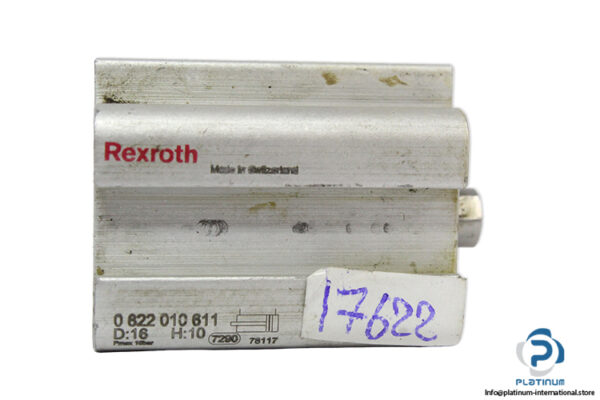 Rexroth
Made in Switzerland
0 822 010 611
D:16 H:10 7290 78117
Pmax 10bar
17622
PLATINUM
info@platinum-international.store